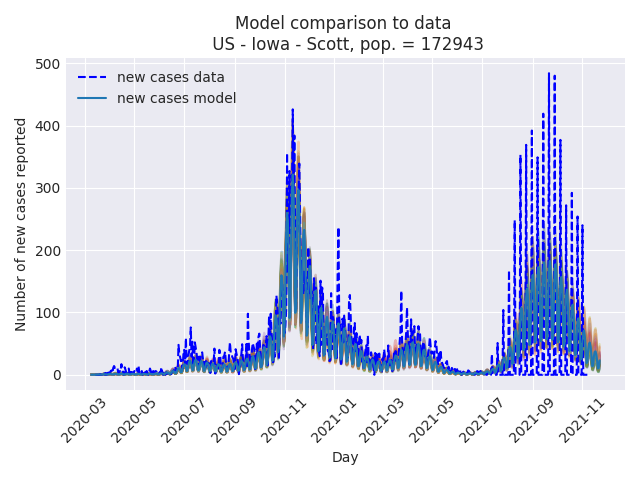 Model comparison to data
US - Iowa - Scott, pop. = 172943
new cases data
new cases model
Number of new cases reported
500
400
300
200
100
0
2020-03
2020-05
2020-07
2020-09
2020-11
2021-01
2021-03
2021-05
2021-07
2021-09
2021-11
Day